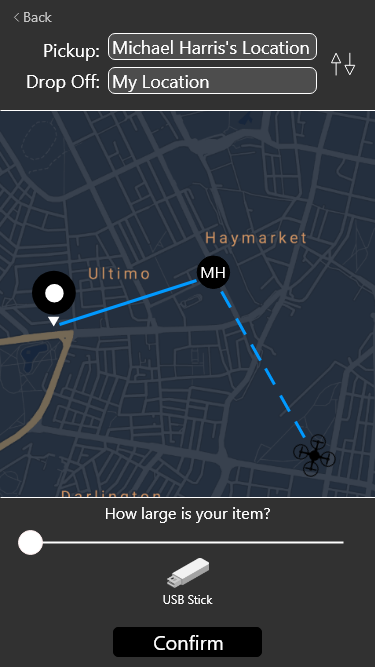 Back
Pickup: Michael Harris's Location
Drop Off: My Location
Haymarket
Ultimo
MH
Darlington
How large is your item?
USB Stick
Confirm